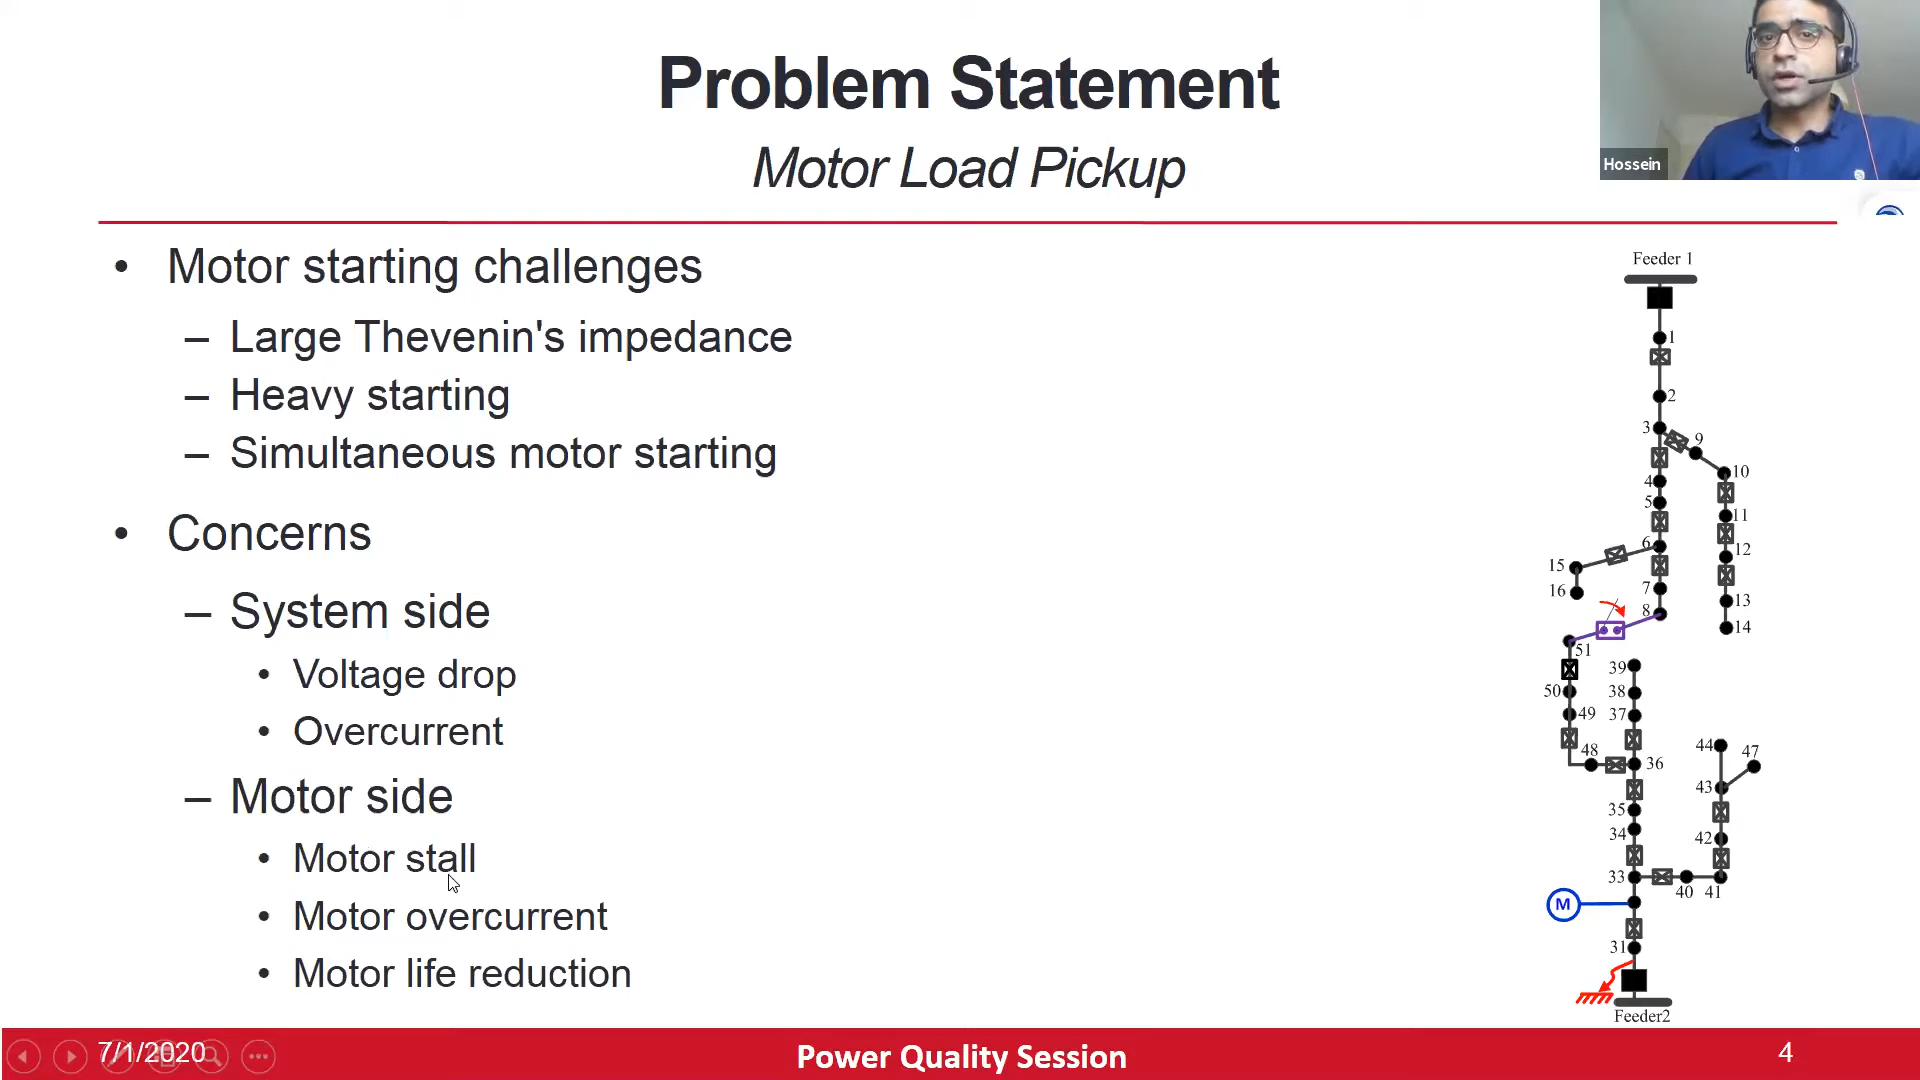 Problem Statement
Motor Load Pickup
Hossein
• Motor starting challenges
– Large Thevenin's impedance
– Heavy starting
– Simultaneous motor starting
• Concerns
– System side
• Voltage drop
• Overcurrent
– Motor side
• Motor stall
• Motor overcurrent
• Motor life reduction
Feeder 1
1
2
3
9
10
4
5
11
6
12
15
16
7
13
8
14
51
39
50
38
49
37
48
36
44
47
43
35
34
42
33
40
41
M
31
Feeder2
7/1/2020
Power Quality Session
4